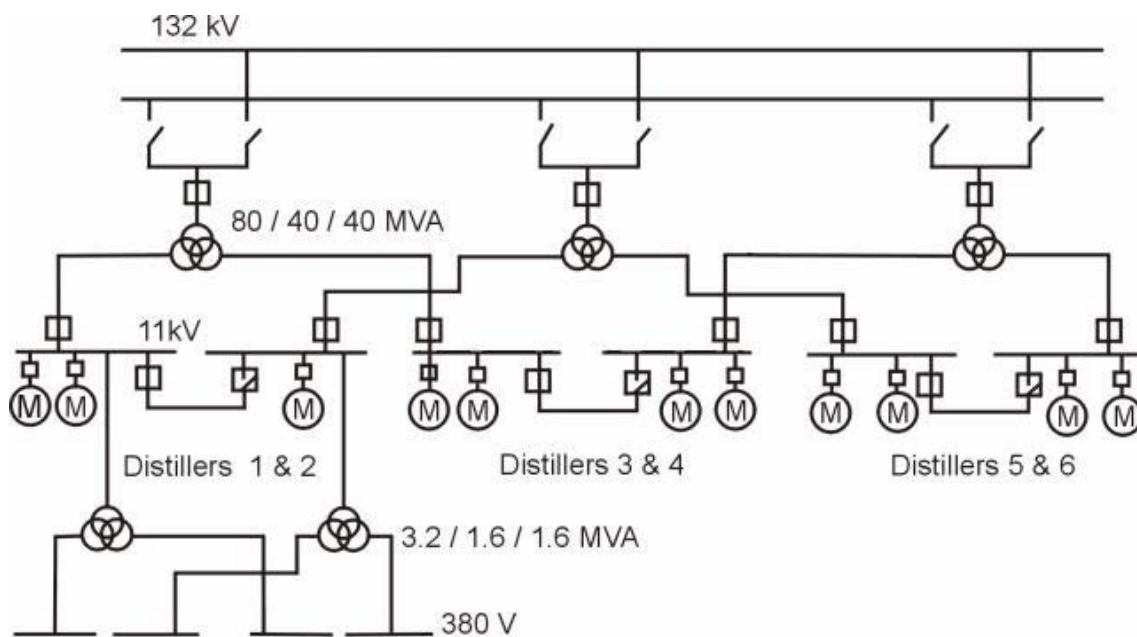 132 kV
80 / 40 / 40 MVA
11kV
M M M M M M M M M M M
Distillers 1 & 2
Distillers 3 & 4
Distillers 5 & 6
3.2 / 1.6 / 1.6 MVA
380 V